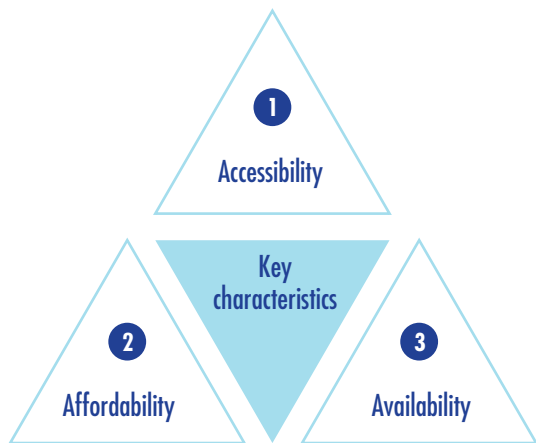 1
Accessibility
Key
characteristics
2
Affordability
3
Availability